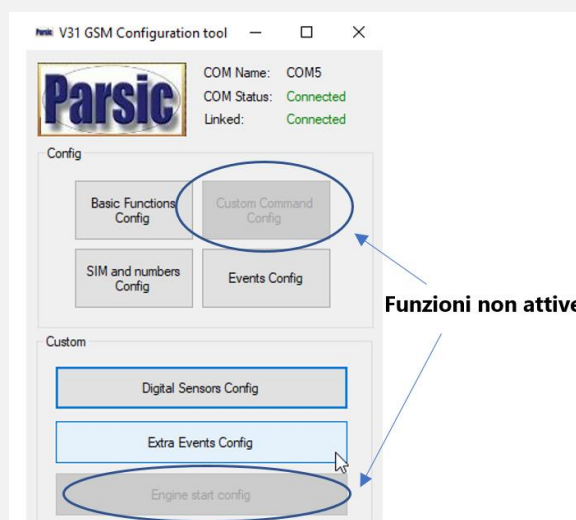 Parsic V31 GSM Configuration tool
Parsic
COM Name: COM5
COM Status: Connected
Linked: Connected
Config
Basic Functions
Config
Custom Command
Config
SIM and numbers
Config
Events Config
Funzioni non attive
Custom
Digital Sensors Config
Extra Events Config
Engine start config